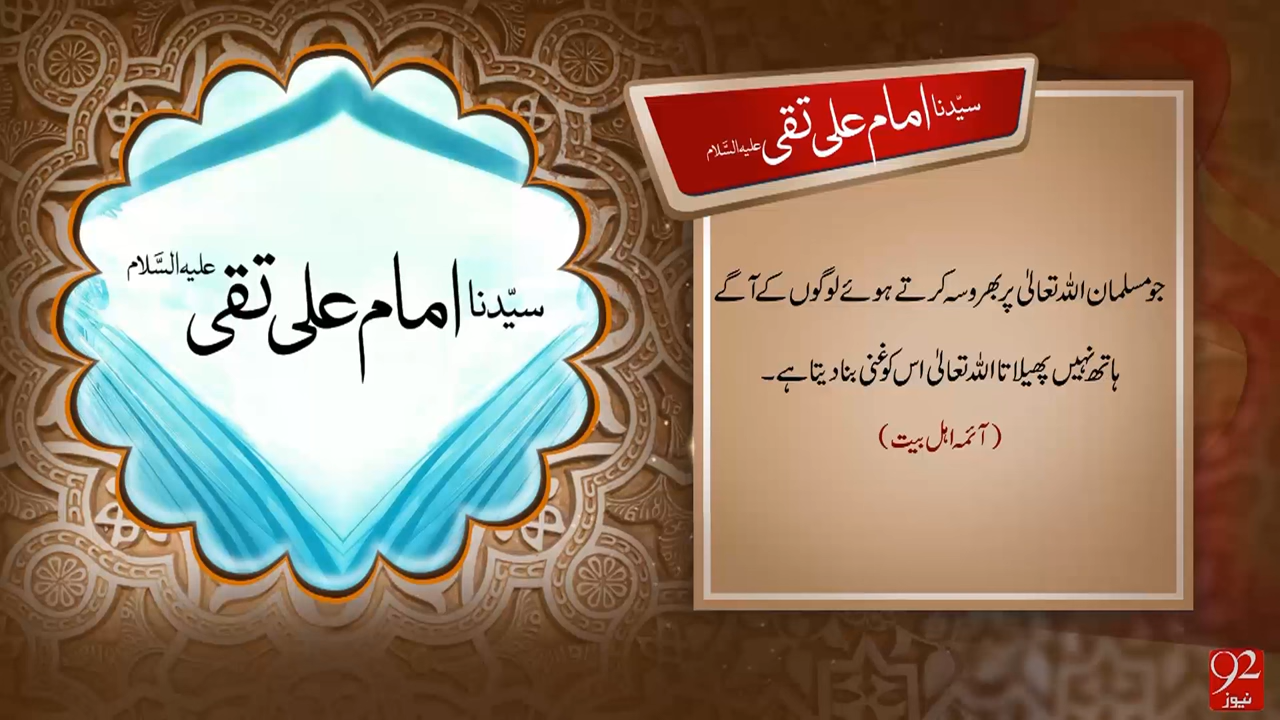 سیّدنا امام علی تقی علیہ السَّلام
سیّدنا امام علی تقی علیہ السَّلام
جو مسلمان اللہ تعالیٰ پر بھروسہ کرتے ہوئے لوگوں کے آگے
ہاتھ نہیں پھیلاتا اللہ تعالیٰ اس کو غنی بنا دیتا ہے۔
(آئمہ اہل بیت)
92
نیوز